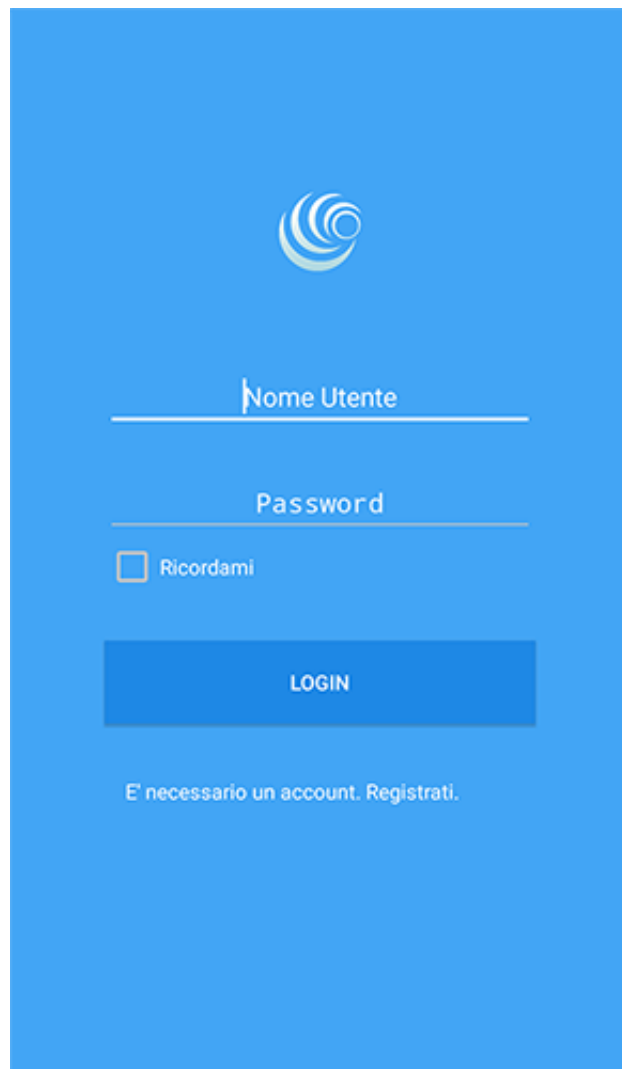 Nome Utente
Password
Ricordami
LOGIN
E' necessario un account. Registrati.